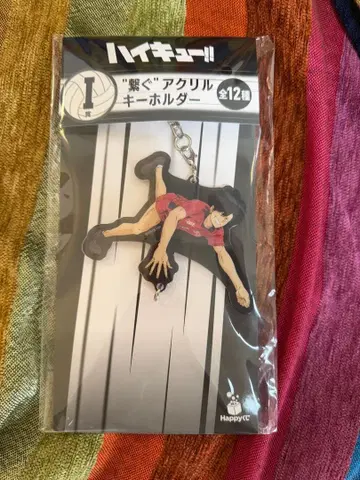 ハイキュー!!
I
賞
"繋ぐ" アクリル
キーホルダー
全12種
Happyくじ